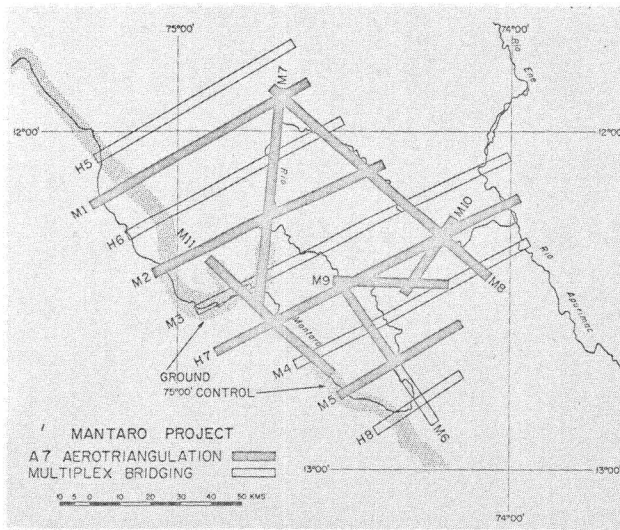 75°00'
74°00'
Rio
Ene
M7
12°00'
12°00'
H5
Rio
M1
M10
H6
M11
M2
M9
M8
Rio
Apurimac
M3
Mantaro
H7
M4
GROUND
75°00' CONTROL
M5
M6
H8
MANTARO PROJECT
A7 AEROTRIANGULATION
MULTIPLEX BRIDGING
13°00'
13°00'
10 5 0 10 20 30 40 50 KMS
74°00'